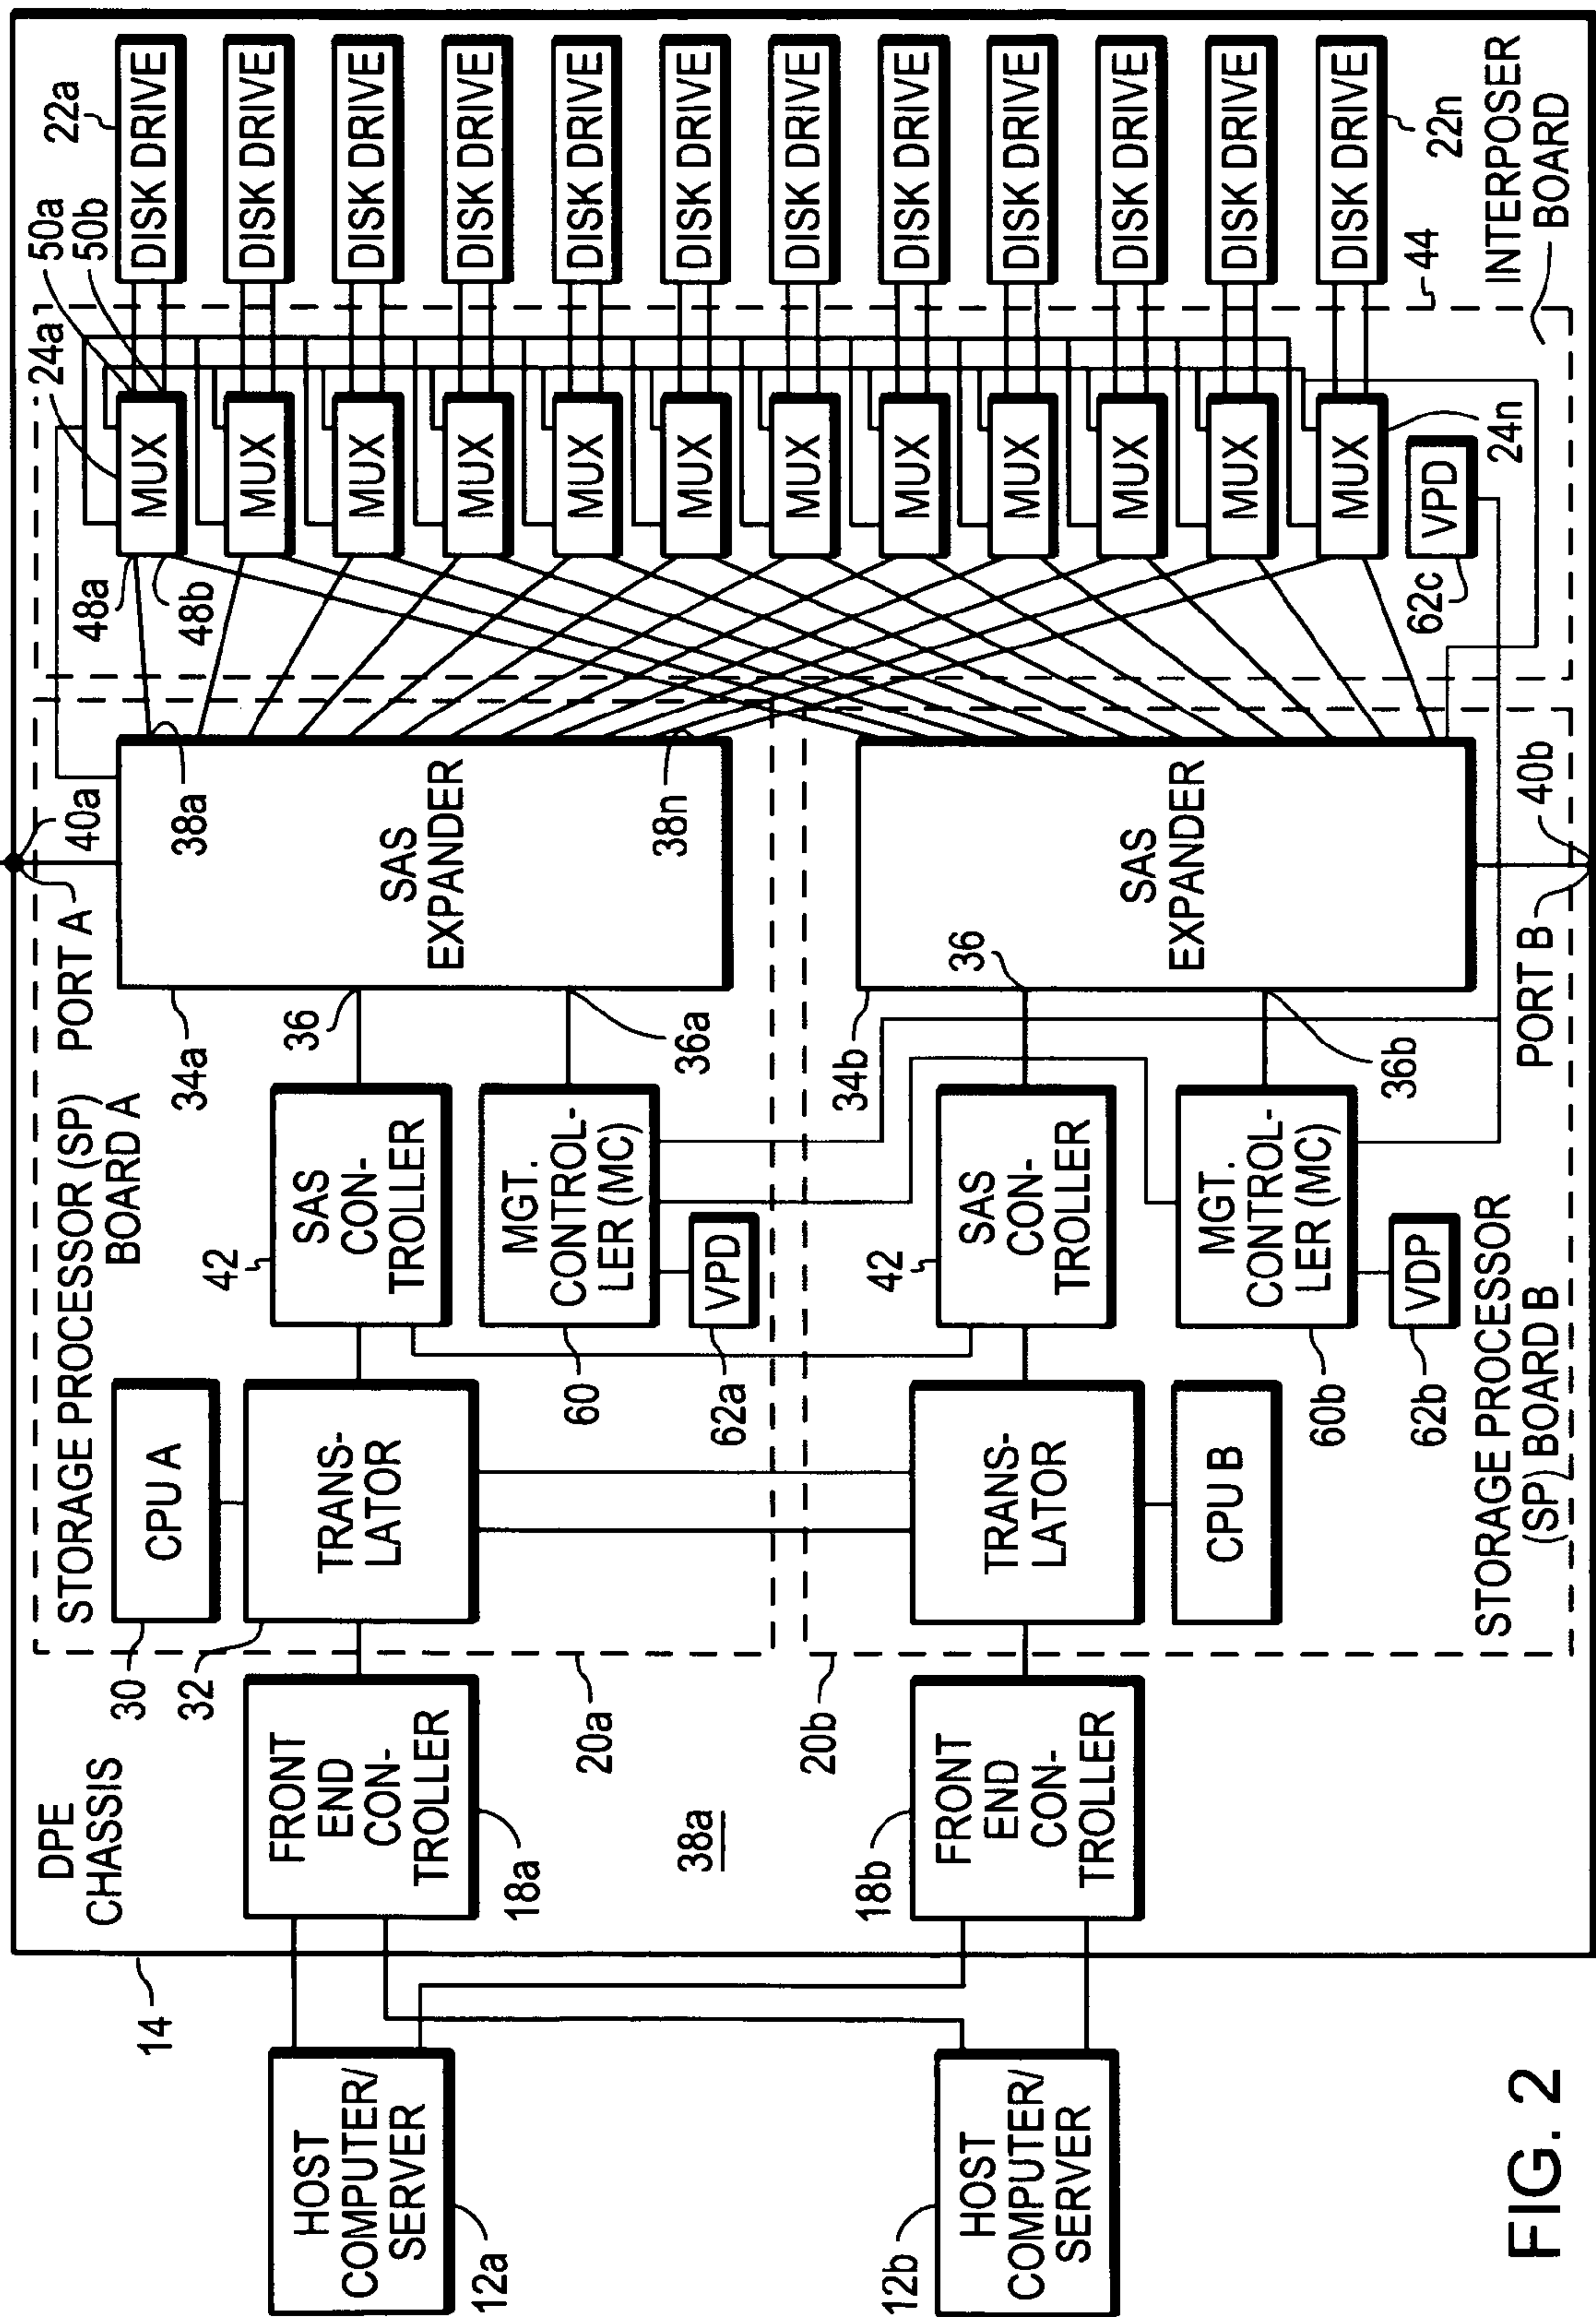 DPE
CHASSIS
14
HOST
COMPUTER/
SERVER
12a
HOST
COMPUTER/
SERVER
12b
FRONT
END
CON-
TROLLER
18a
38a
FRONT
END
CON-
TROLLER
18b
STORAGE PROCESSOR (SP)
BOARD A
30
CPU A
32
TRANS-
LATOR
20a
42
SAS
CON-
TROLLER
60
MGT.
CONTROL-
LER (MC)
VPD
62a
PORT A
40a
34a
36
36a
SAS
EXPANDER
38a
38n
20b
TRANS-
LATOR
CPU B
42
SAS
CON-
TROLLER
MGT.
CONTROL-
LER (MC)
60b
VDP
62b
STORAGE PROCESSOR
(SP) BOARD B
34b
36
36b
SAS
EXPANDER
PORT B
40b
48a
48b
24a
50a
50b
22a
MUX
DISK DRIVE
MUX
DISK DRIVE
MUX
DISK DRIVE
MUX
DISK DRIVE
MUX
DISK DRIVE
MUX
DISK DRIVE
MUX
DISK DRIVE
MUX
DISK DRIVE
MUX
DISK DRIVE
MUX
DISK DRIVE
MUX
DISK DRIVE
MUX
DISK DRIVE
24n
22n
VPD
62c
44
INTERPOSER
BOARD
FIG. 2